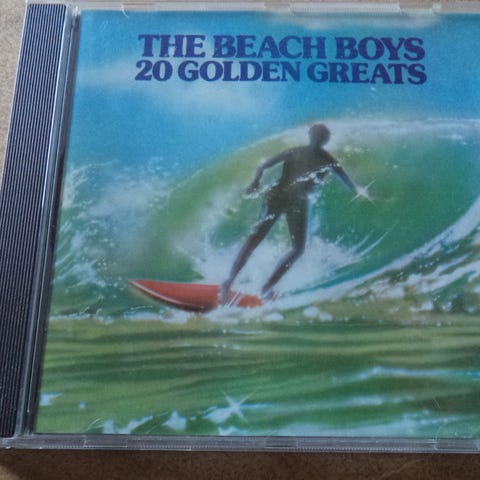 THE BEACH BOYS
20 GOLDEN GREATS